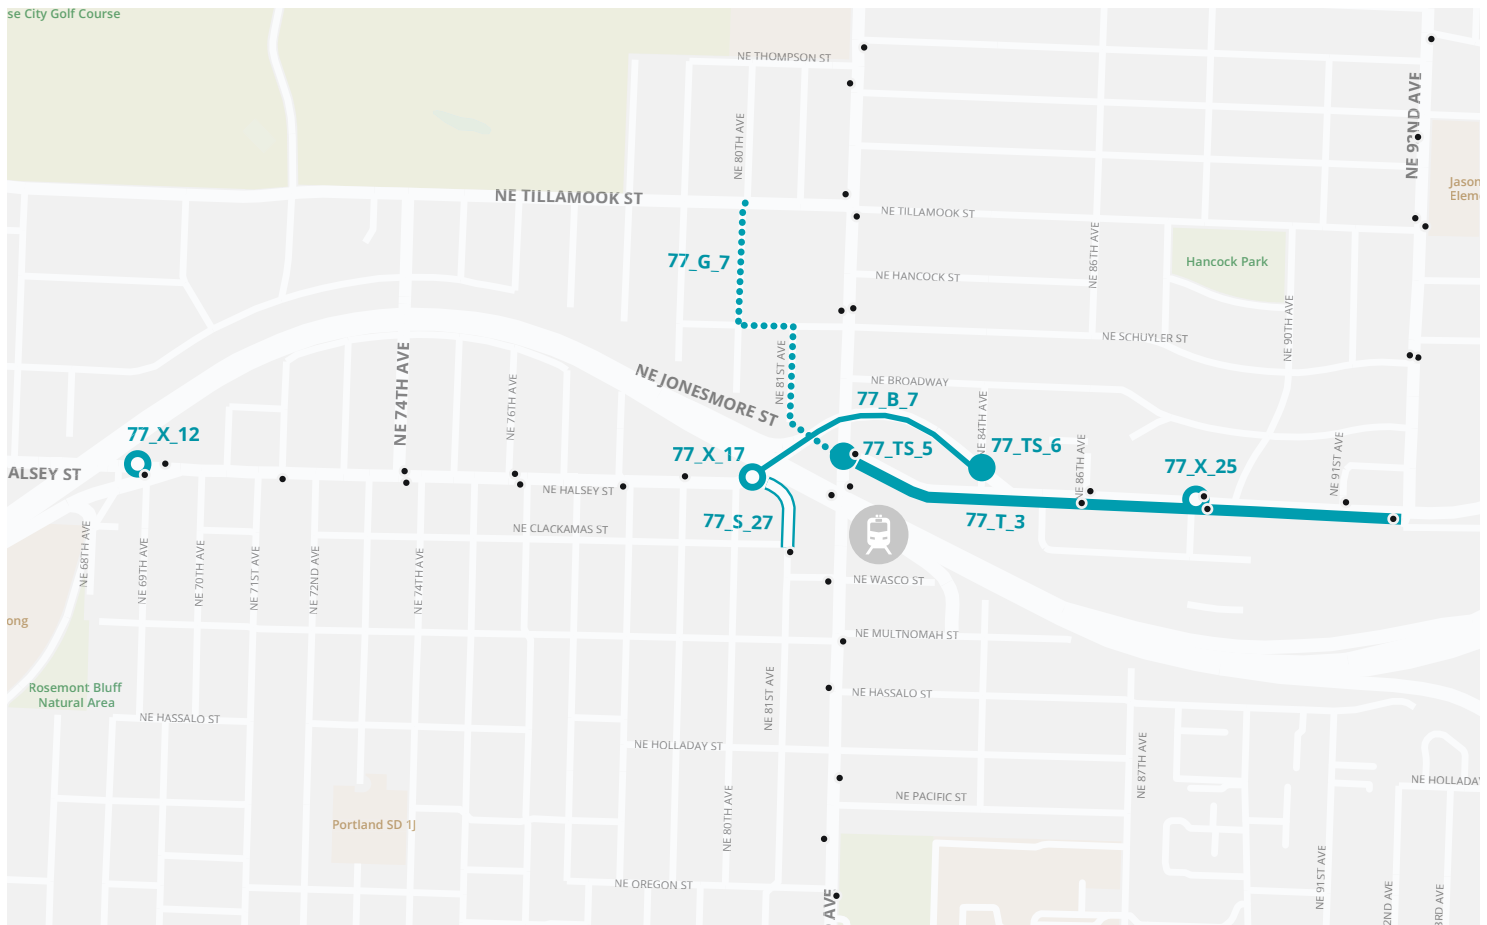 se City Golf Course
NE THOMPSON ST
NE 80TH AVE
NE 92ND AVE
NE TILLAMOOK ST
NE TILLAMOOK ST
Jason
Elem
77_G_7
NE 86TH AVE
Hancock Park
NE HANCOCK ST
NE SCHUYLER ST
NE 90TH AVE
NE 81ST AVE
NE JONESMORE ST
NE 74TH AVE
NE 76TH AVE
NE BROADWAY
77_B_7
NE 84TH AVE
77_X_12
77_X_17
77_TS_5
77_TS_6
77_X_25
NE 86TH AVE
NE 91ST AVE
ALSEY ST
NE HALSEY ST
77_S_27
77_T_3
NE CLACKAMAS ST
NE 68TH AVE
NE 69TH AVE
NE 70TH AVE
NE 71ST AVE
NE 72ND AVE
NE 74TH AVE
NE WASCO ST
ong
NE MULTNOMAH ST
Rosemont Bluff
Natural Area
NE 81ST AVE
NE HASSALO ST
NE HASSALO ST
NE HOLLADAY ST
NE 87TH AVE
NE HOLLADA
NE 80TH AVE
NE PACIFIC ST
Portland SD 1J
NE 91ST AVE
NE OREGON ST
AVE
2ND AVE
3RD AVE